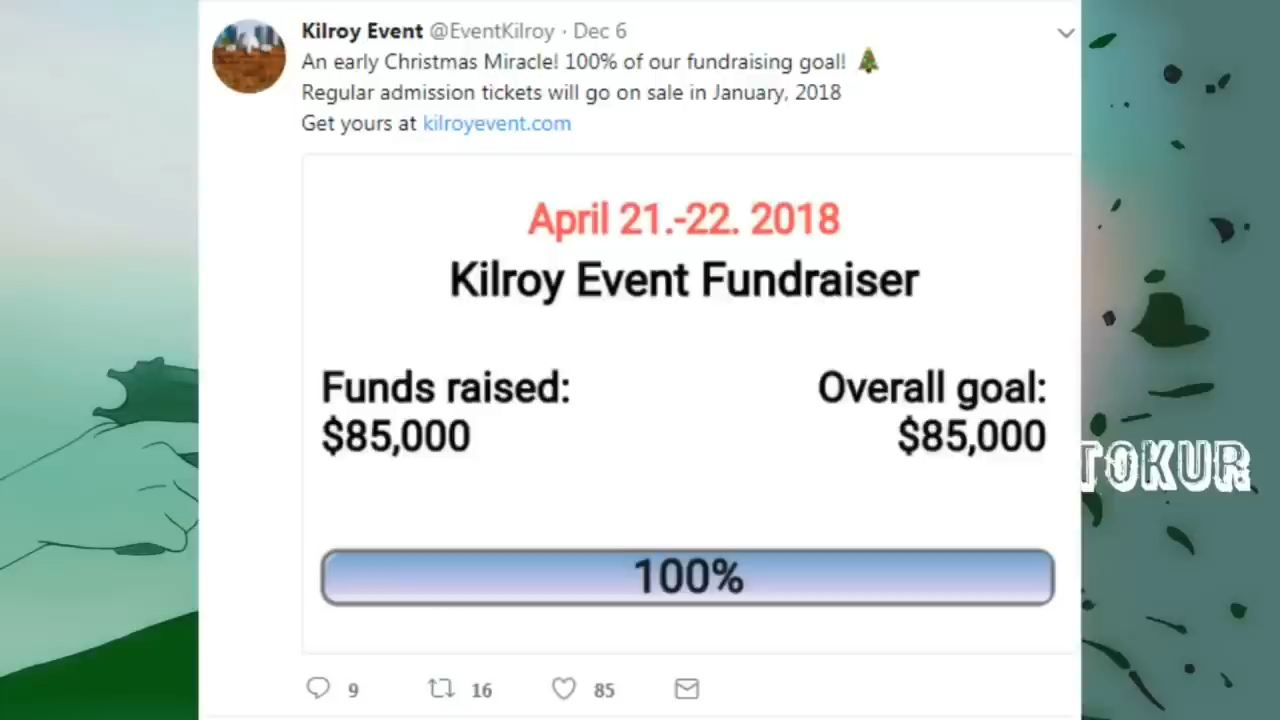 Kilroy Event @EventKilroy · Dec 6
An early Christmas Miracle! 100% of our fundraising goal! 🎄
Regular admission tickets will go on sale in January, 2018
Get yours at kilroyevent.com
April 21.-22. 2018
Kilroy Event Fundraiser
Funds raised: Overall goal:
$85,000 $85,000
TOKUR
100%
9 16 85